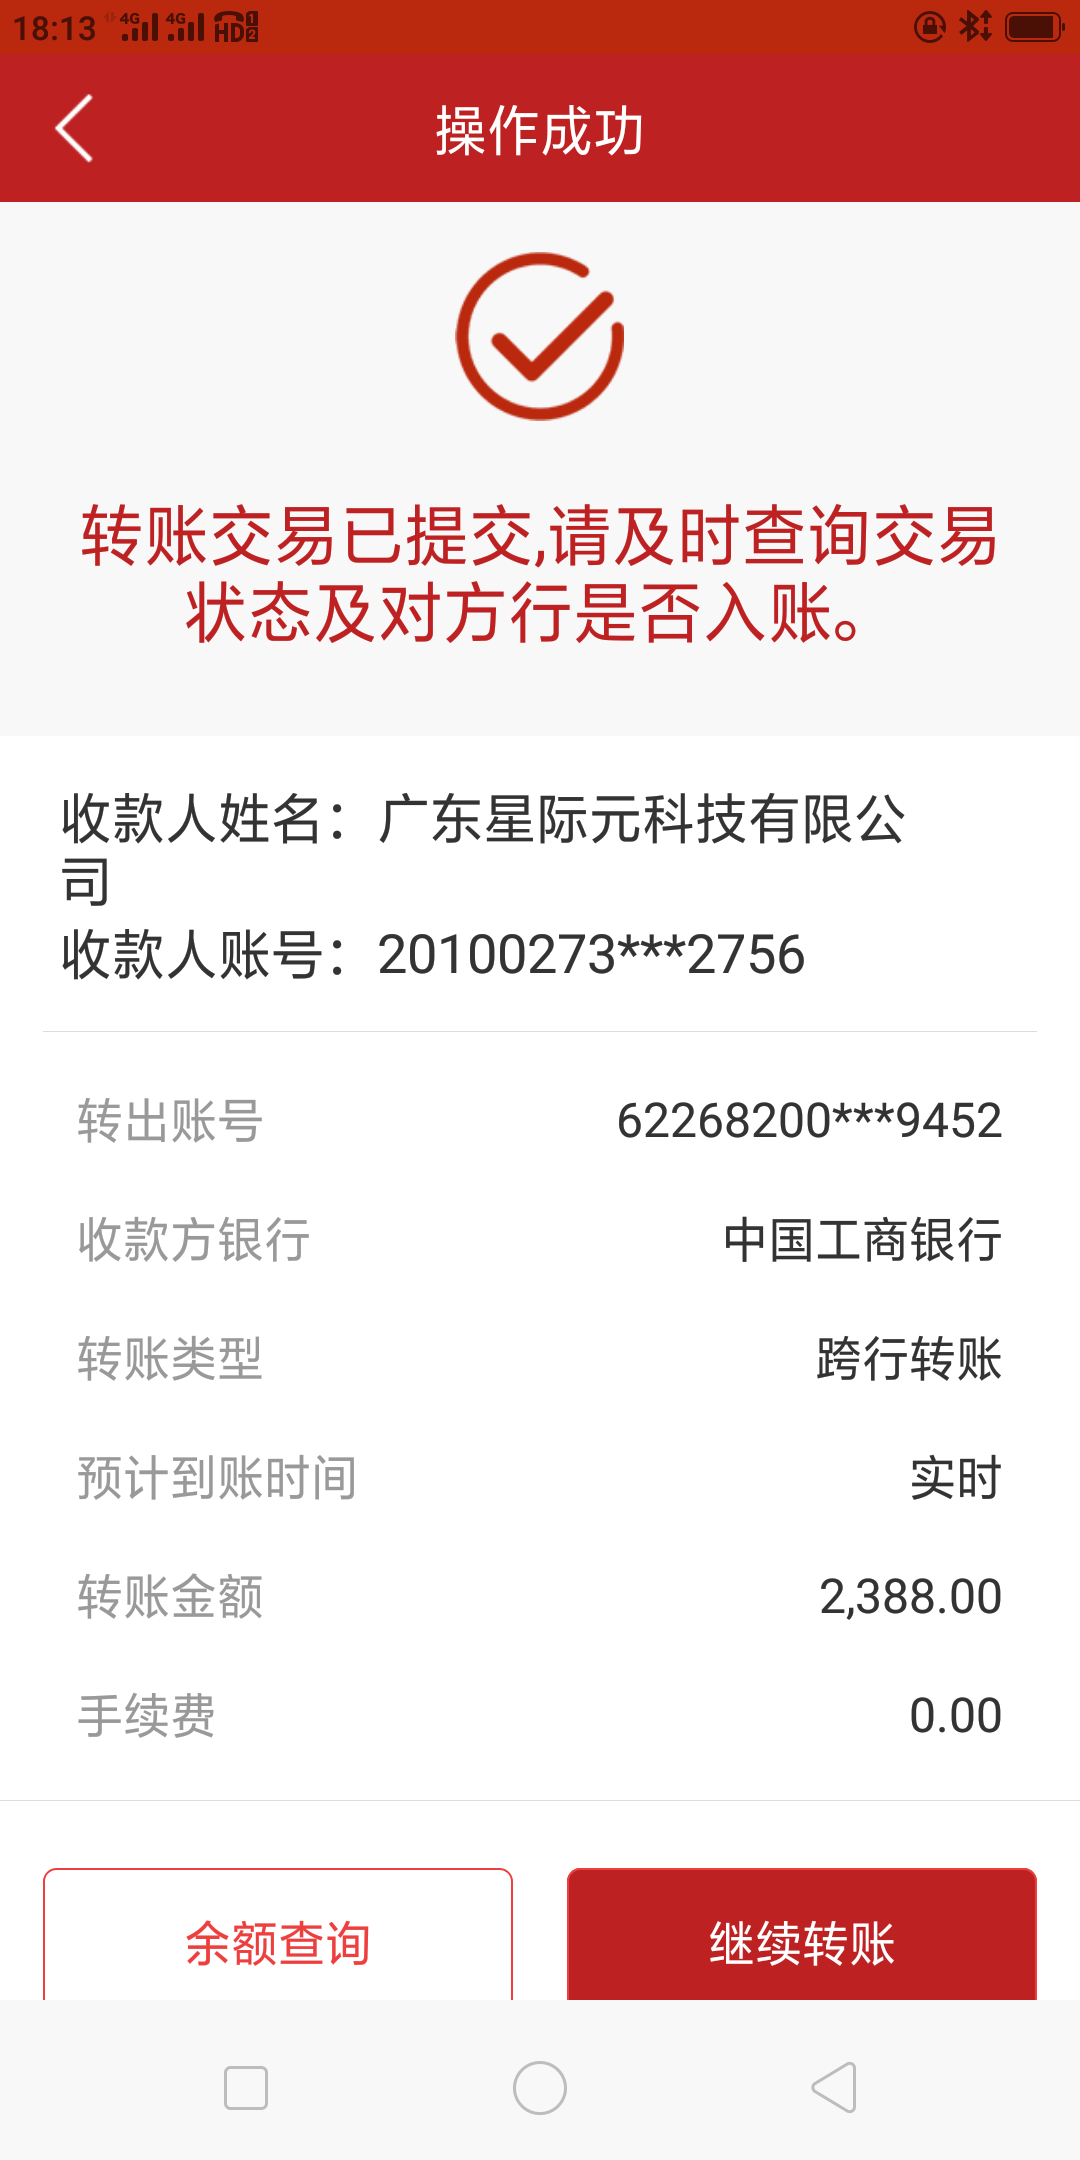 18:13 4G 4G HD 1 2
操作成功
转账交易已提交,请及时查询交易
状态及对方行是否入账。
收款人姓名：广东星际元科技有限公
司
收款人账号：20100273***2756
转出账号 62268200***9452
收款方银行 中国工商银行
转账类型 跨行转账
预计到账时间 实时
转账金额 2,388.00
手续费 0.00
余额查询 继续转账